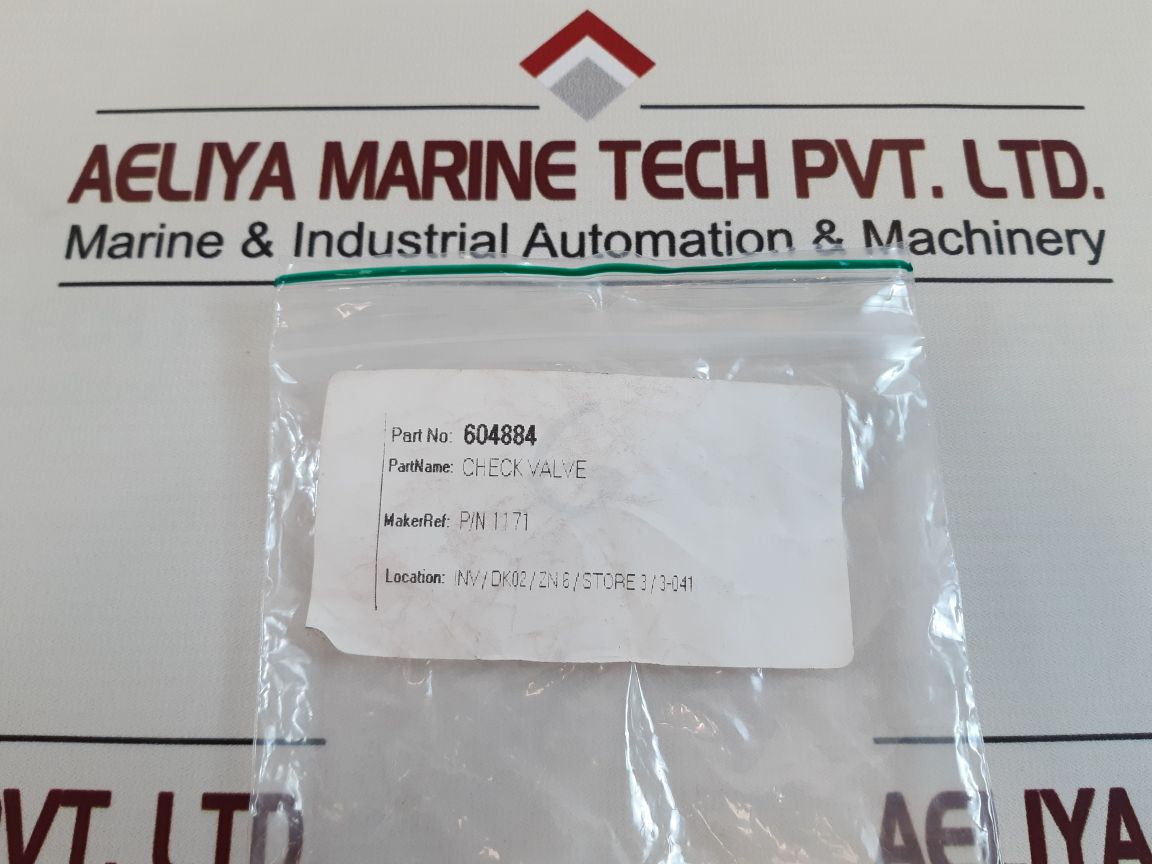 AELIYA MARINE TECH PVT. LTD.
Marine & Industrial Automation & Machinery
Part No: 604884
PartName: CHECK VALVE
MakerRef: P/N 1171
Location: INV / DK02 / ZN 6 / STORE 3 / 3-041
PVT. LTD
AELIYA